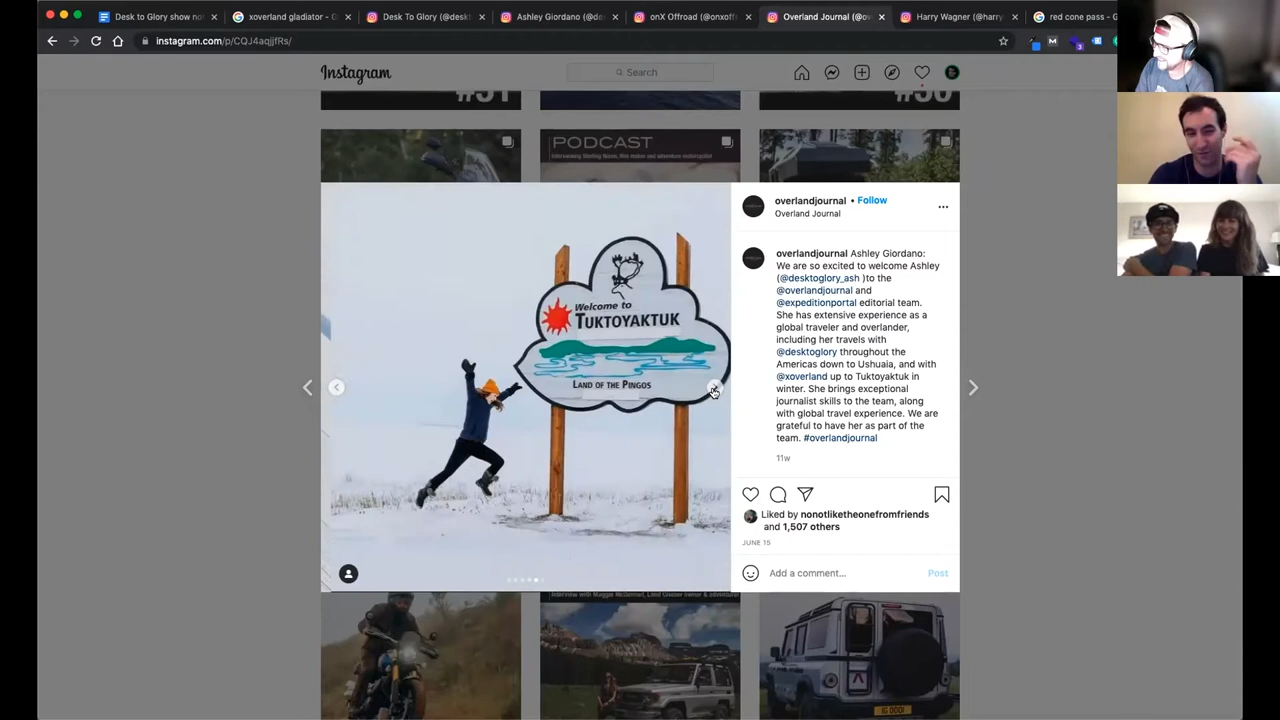 Desk to Glory show no
xoverland gladiator - G
Desk To Glory (@desk
Ashley Giordano (@de
onX Offroad (@onxoff
Overland Journal (@o
Harry Wagner (@harry
red cone pass - G
instagram.com/p/CQJ4aqjjfRs/
Instagram
Search
#31
#30
PODCAST
Welcome to
TUKTOYAKTUK
LAND OF THE PINGOS
overlandjournal • Follow
Overland Journal
overlandjournal Ashley Giordano:
We are so excited to welcome Ashley
(@desktoglory_ash )to the
@overlandjournal and
@expeditionportal editorial team.
She has extensive experience as a
global traveler and overlander,
including her travels with
@desktoglory throughout the
Americas down to Ushuaia, and with
@xoverland up to Tuktoyaktuk in
winter. She brings exceptional
journalist skills to the team, along
with global travel experience. We are
grateful to have her as part of the
team. #overlandjournal
11w
Liked by nonotliketheonefromfriends
and 1,507 others
JUNE 15
Add a comment...
Post
IG 0001